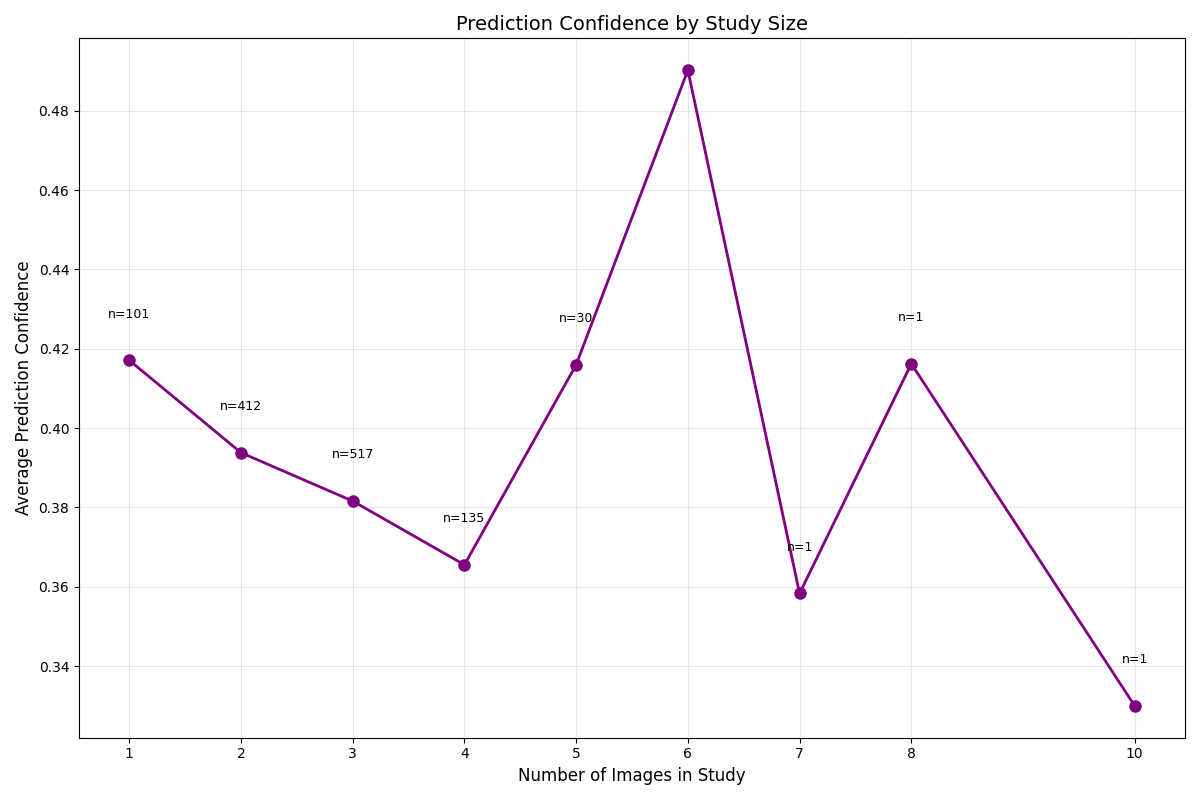 Prediction Confidence by Study Size
Average Prediction Confidence
0.48
0.46
0.44
0.42
0.40
0.38
0.36
0.34
n=101
n=412
n=517
n=135
n=30
n=1
n=1
n=1
1 2 3 4 5 6 7 8 10
Number of Images in Study